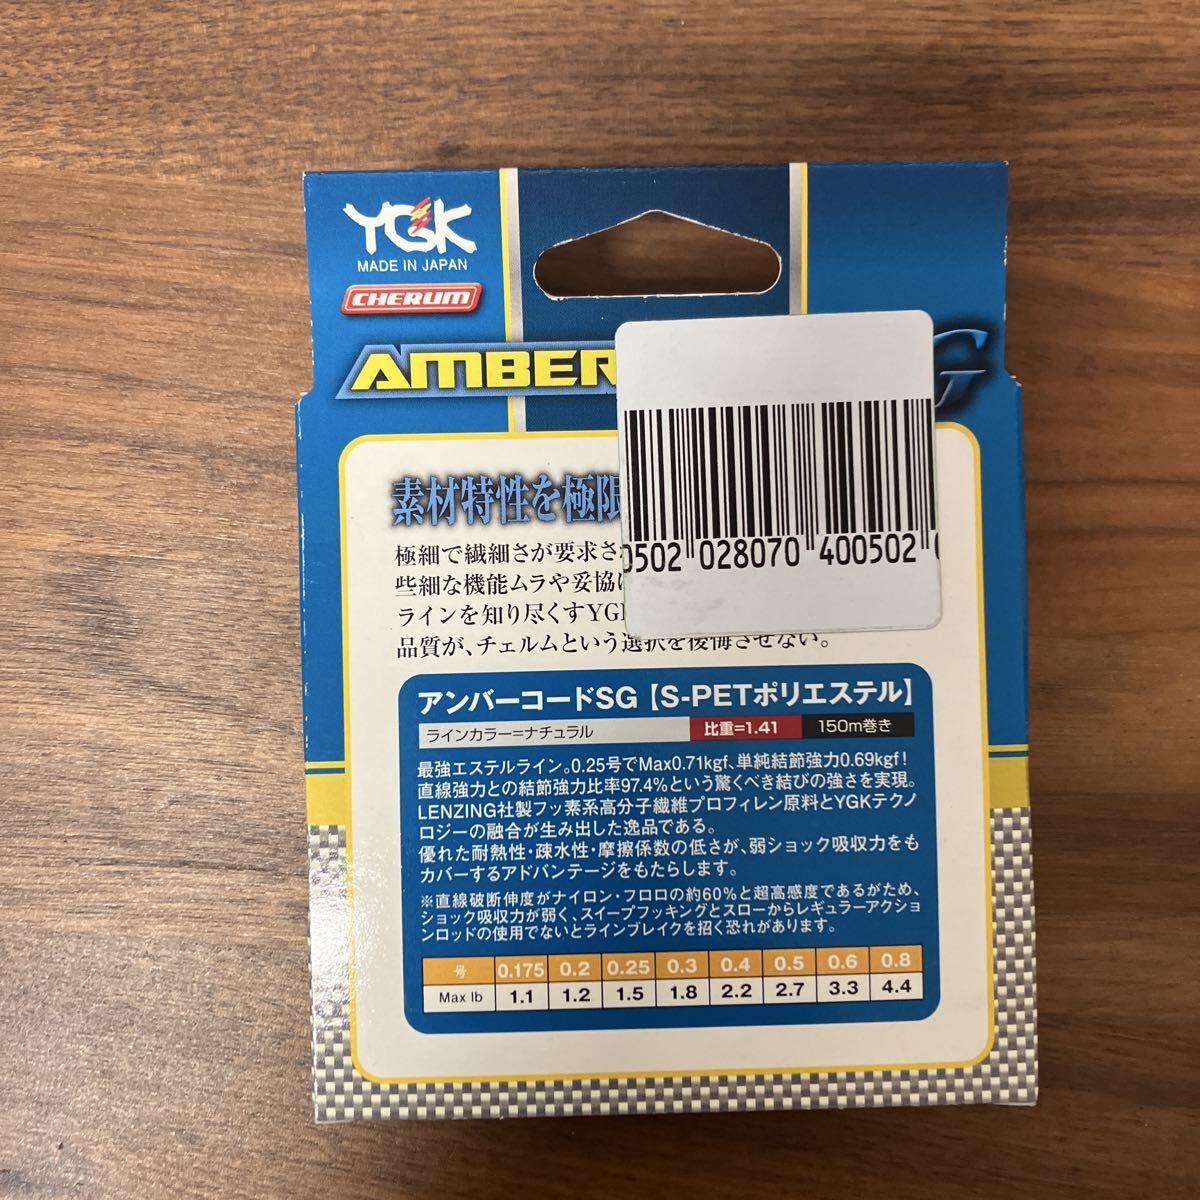 YGK
MADE IN JAPAN
CHERUM
AMBER
G
素材特性を極限
極細で繊細さが要求さ
些細な機能ムラや妥協
ラインを知り尽くすYG
品質が、チェルムという選択を後悔させない。
0502 028070 400502
アンバーコードSG【S-PETポリエステル】
ラインカラー=ナチュラル 比重=1.41 150m巻き
最強エステルライン。0.25号でMax0.71kgf、単純結節強力0.69kgf!
直線強力との結節強力比率97.4%という驚くべき結びの強さを実現。
LENZING社製フッ素系高分子繊維プロフィレン原料とYGKテクノ
ロジーの融合が生み出した逸品である。
優れた耐熱性・疎水性・摩擦係数の低さが、弱ショック吸収力をも
カバーするアドバンテージをもたらします。
※直線破断伸度がナイロン・フロロの約60%と超高感度であるがため、
ショック吸収力が弱く、スイープフッキングとスローからレギュラーアクショ
ンロッドの使用でないとラインブレイクを招く恐れがあります。
号 0.175 0.2 0.25 0.3 0.4 0.5 0.6 0.8
Max lb 1.1 1.2 1.5 1.8 2.2 2.7 3.3 4.4